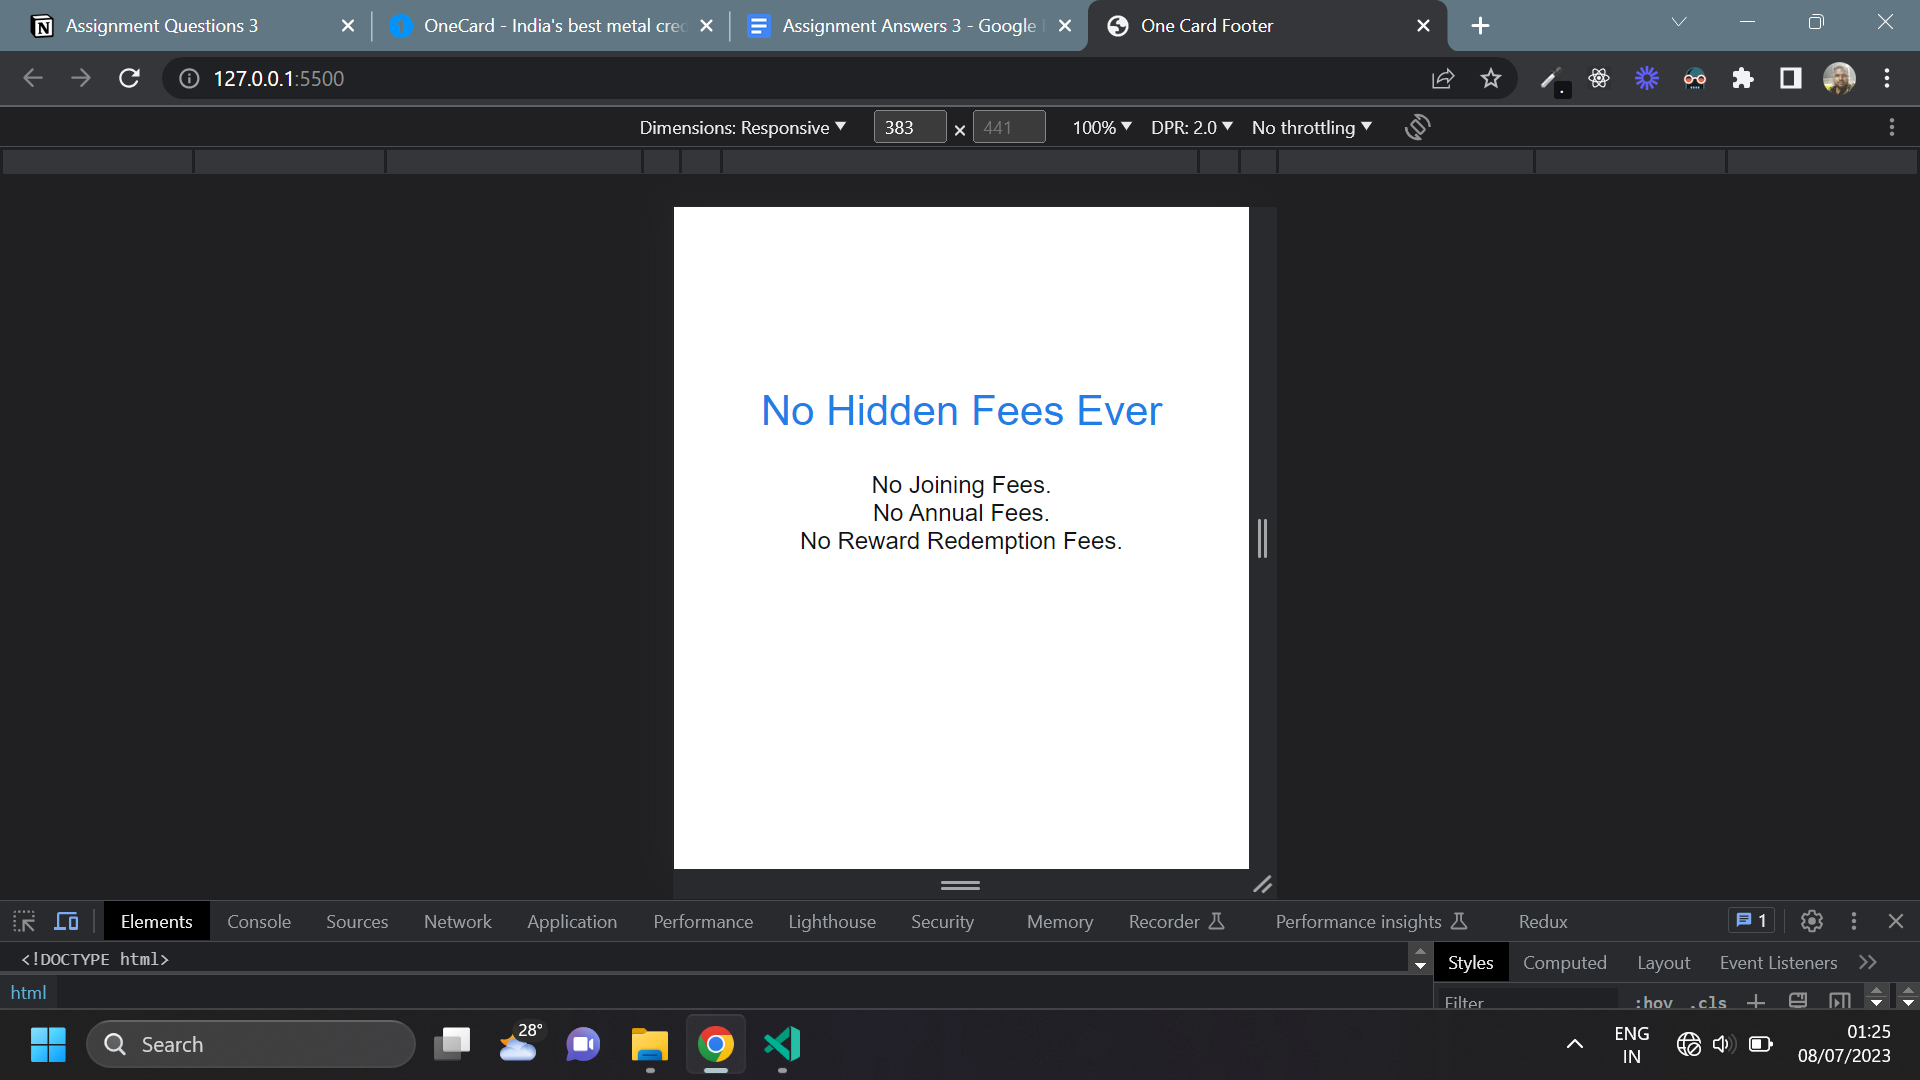 Assignment Questions 3
OneCard - India's best metal cre
Assignment Answers 3 - Google
One Card Footer
127.0.0.1:5500
Dimensions: Responsive
383
×
441
100%
DPR: 2.0
No throttling
No Hidden Fees Ever
No Joining Fees.
No Annual Fees.
No Reward Redemption Fees.
Elements
Console
Sources
Network
Application
Performance
Lighthouse
Security
Memory
Recorder
Performance insights
Redux
1
<!DOCTYPE html>
Styles
Computed
Layout
Event Listeners
html
Filter
:hov
.cls
Search
28°
ENG
IN
01:25
08/07/2023